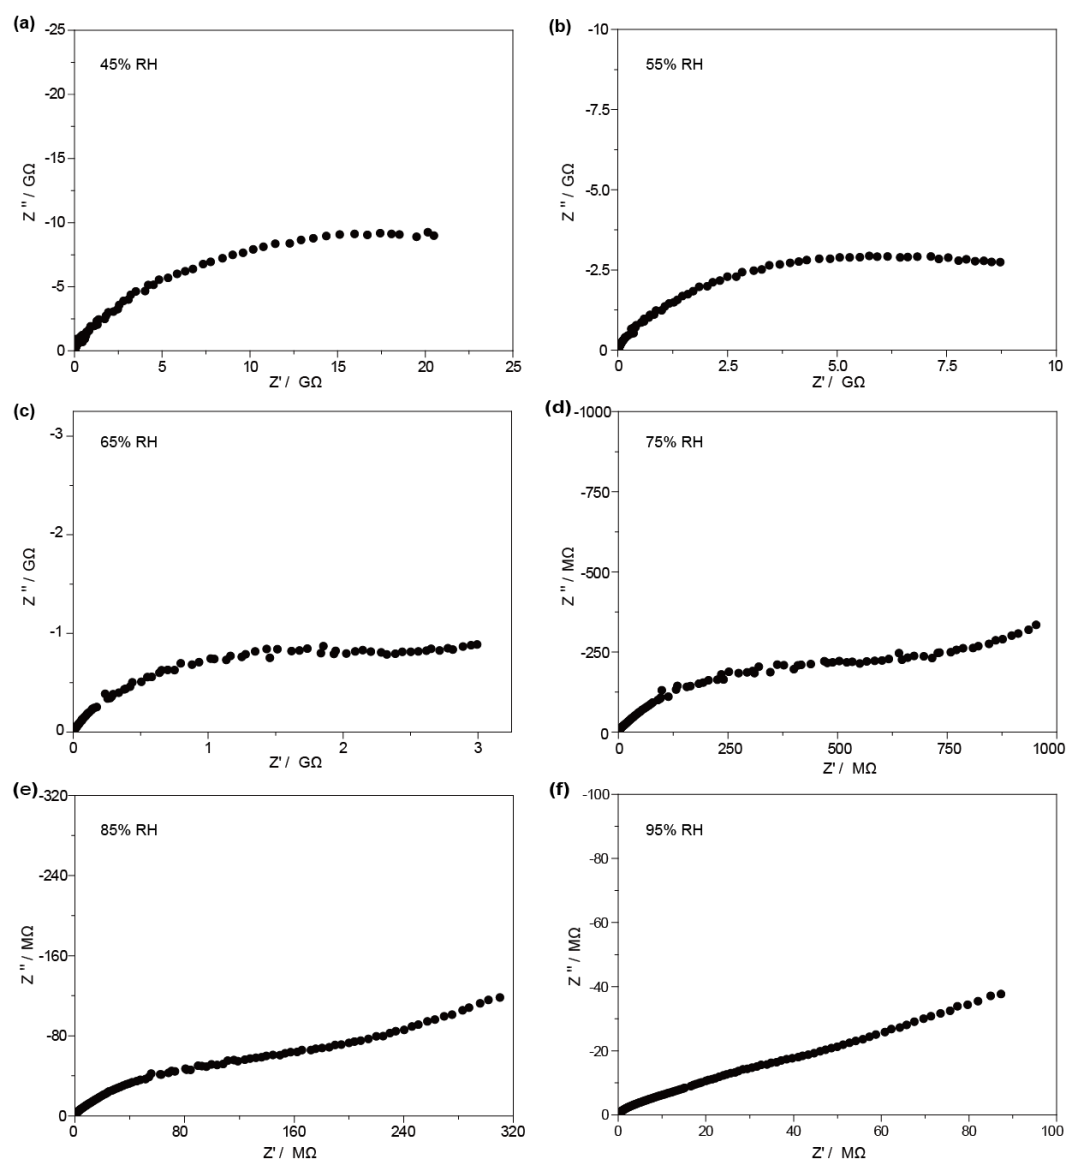 (a)
45% RH
-25
-20
-15
-10
-5
0
Z '' / GΩ
0 5 10 15 20 25
Z' / GΩ
(b)
55% RH
-10
-7.5
-5.0
-2.5
0
Z '' / GΩ
0 2.5 5.0 7.5 10
Z' / GΩ
(c)
65% RH
-3
-2
-1
0
Z '' / GΩ
0 1 2 3
Z' / GΩ
(d)
75% RH
-1000
-750
-500
-250
0
Z '' / MΩ
0 250 500 750 1000
Z' / MΩ
(e)
85% RH
-320
-240
-160
-80
0
Z '' / MΩ
0 80 160 240 320
Z' / MΩ
(f)
95% RH
-100
-80
-60
-40
-20
0
Z '' / MΩ
0 20 40 60 80 100
Z' / MΩ